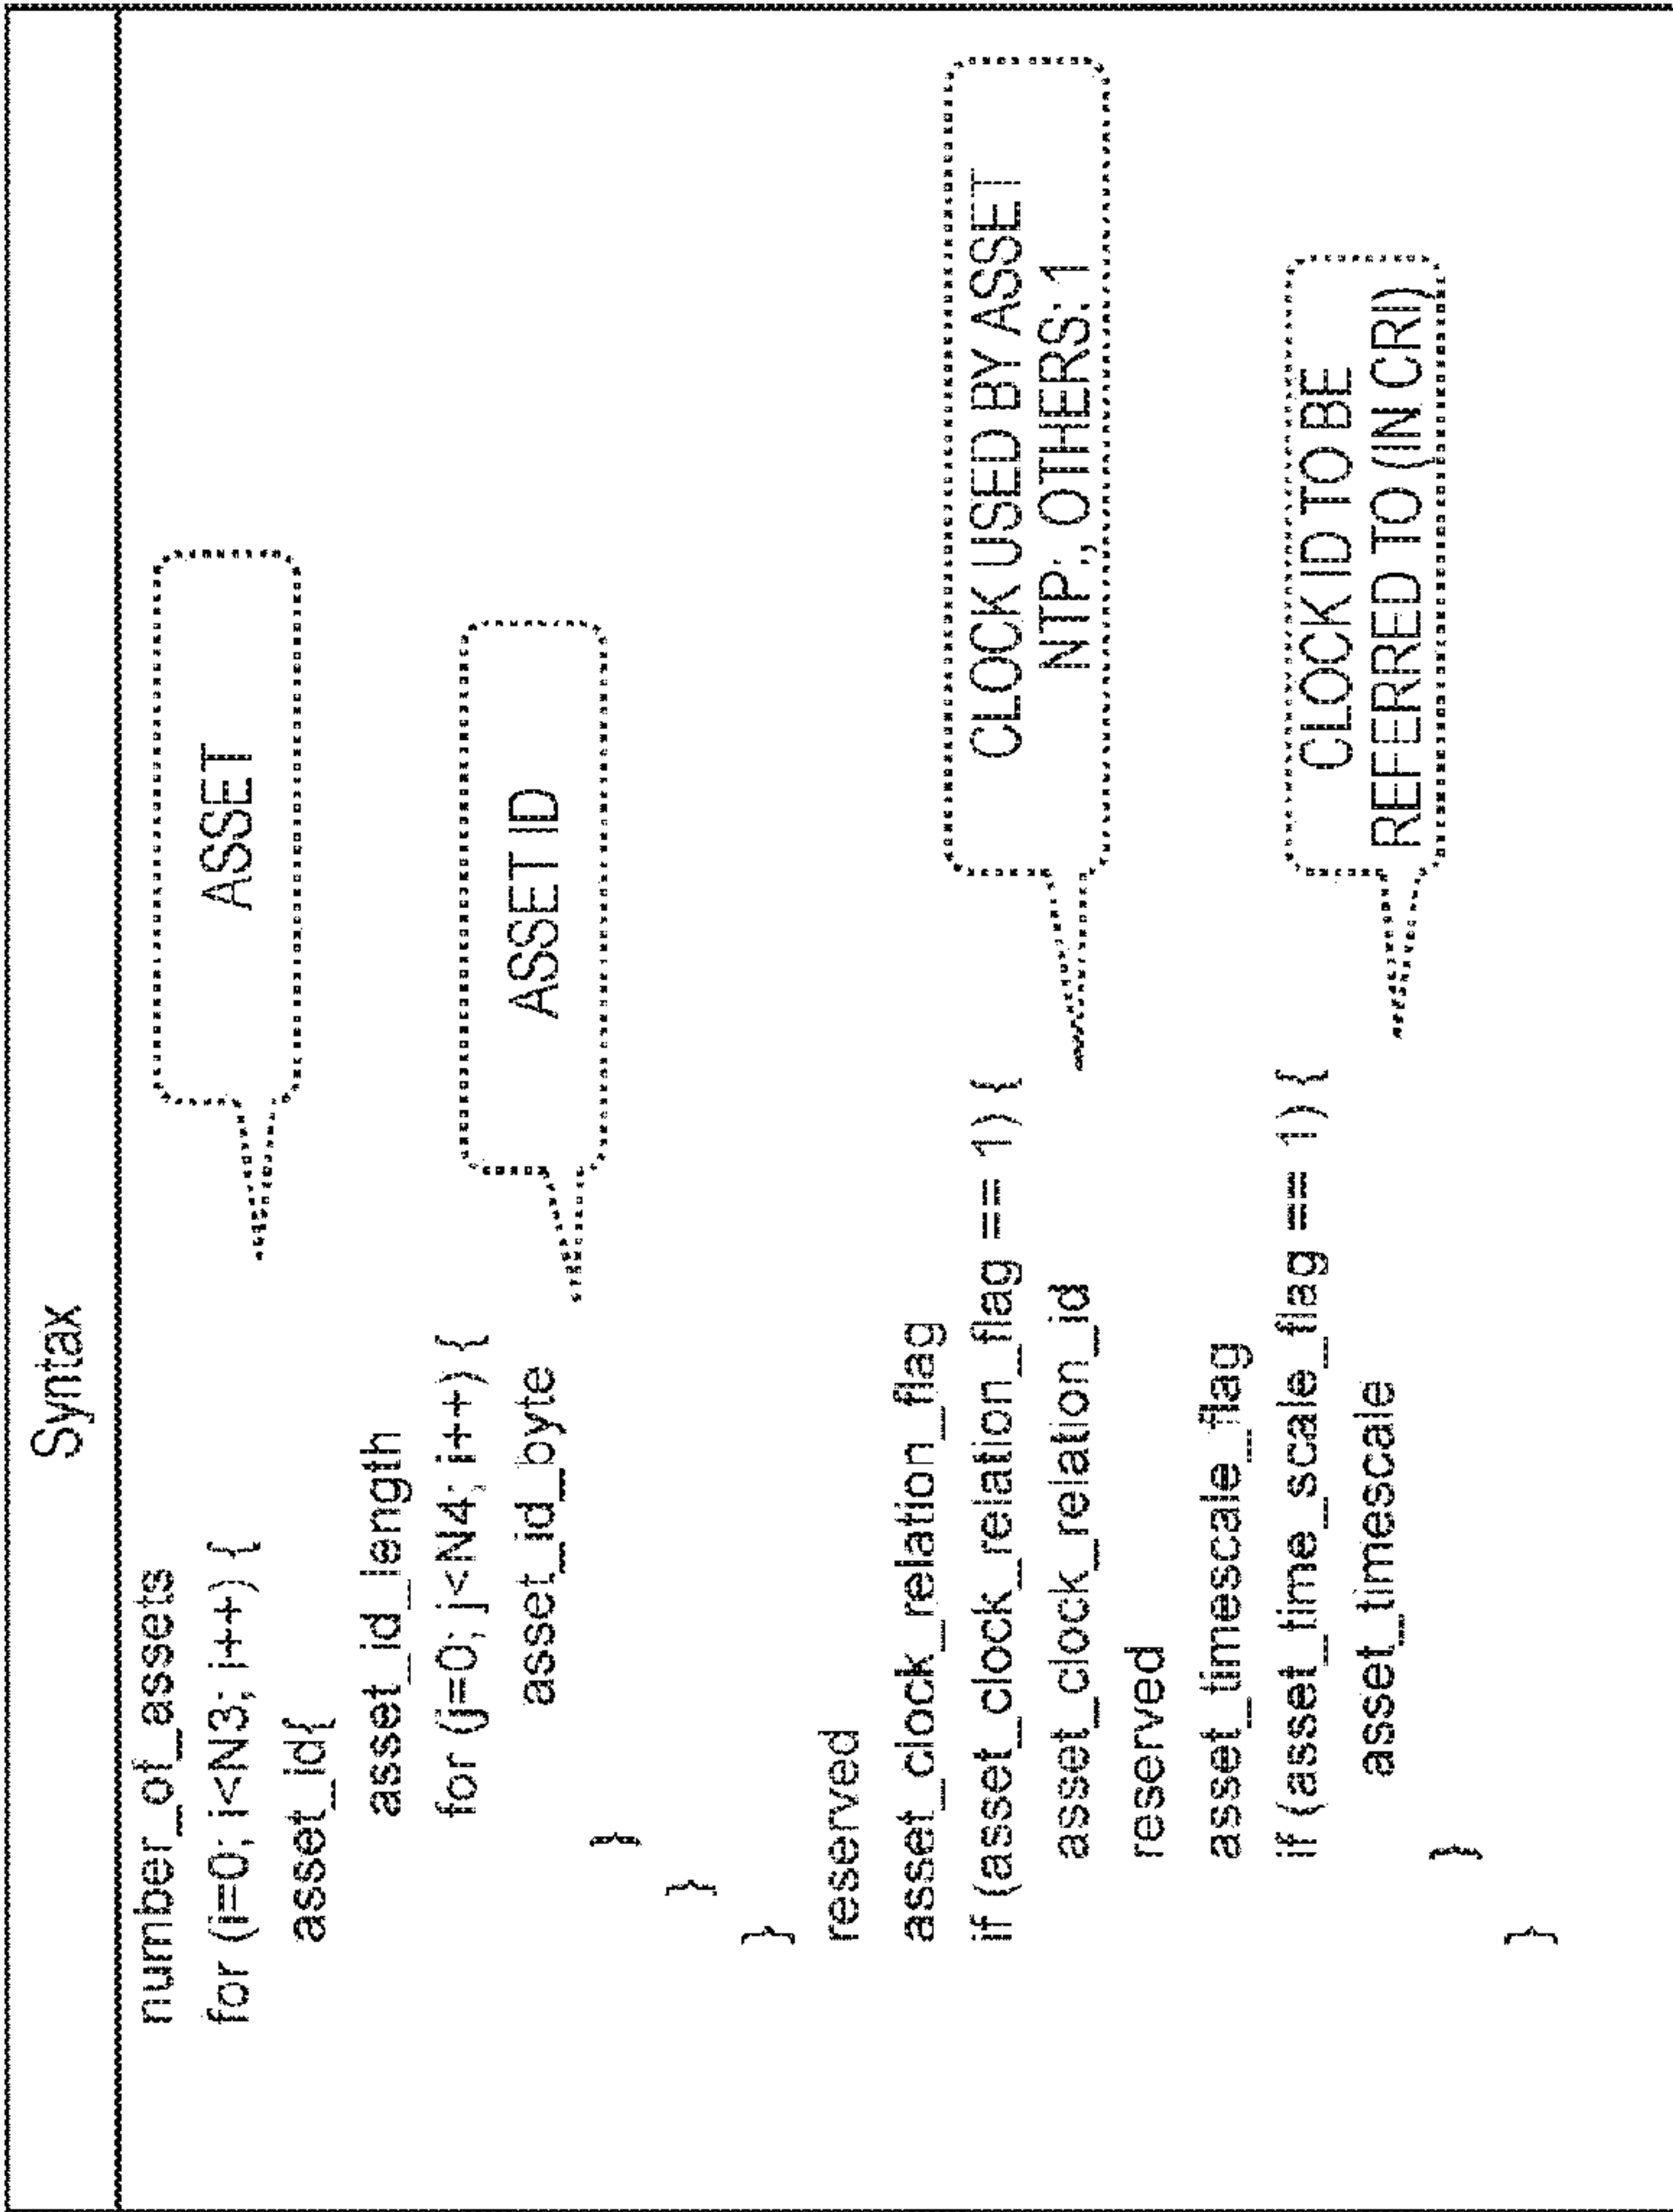 Syntax
number_of_assets
for (i=0; i<N3; i++) {
ASSET
asset_id{
asset_id_length
for (j=0; j<N4; i++) {
ASSET ID
asset_id_byte
}
}
}
reserved
asset_clock_relation_flag
if (asset_clock_relation_flag == 1) {
CLOCK USED BY ASSET
NTP:, OTHERS: 1
asset_clock_relation_id
reserved
asset_timescale_flag
if (asset_time_scale_flag == 1) {
CLOCK ID TO BE
REFERRED TO (IN CRI)
asset_timescale
}
}